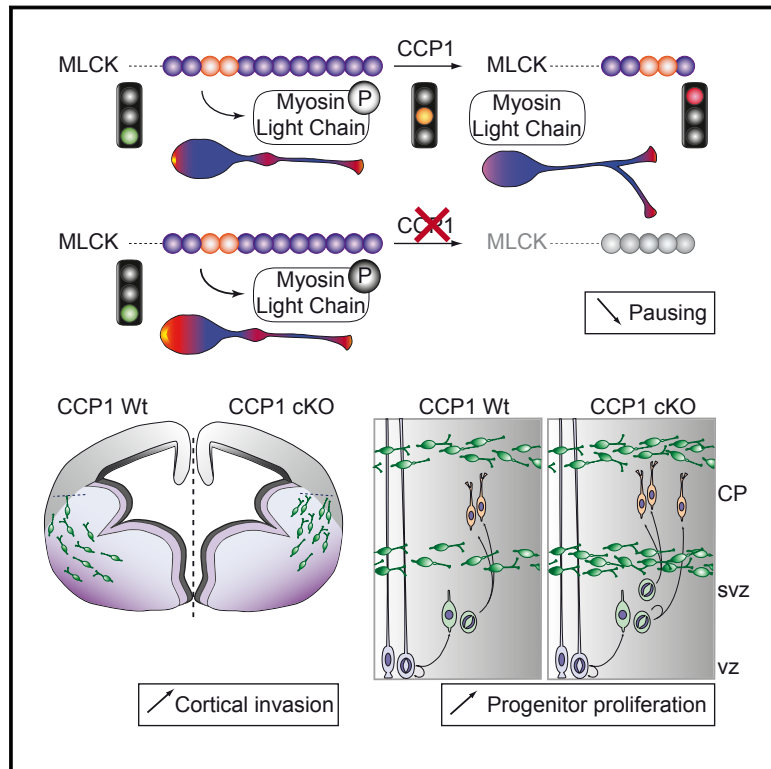 CCP1
MLCK
MLCK
P
Myosin
Light Chain
Myosin
Light Chain
CCP1
MLCK
MLCK
P
Myosin
Light Chain
Pausing
CCP1 Wt
CCP1 cKO
CCP1 Wt
CCP1 cKO
CP
svz
vz
Cortical invasion
Progenitor proliferation